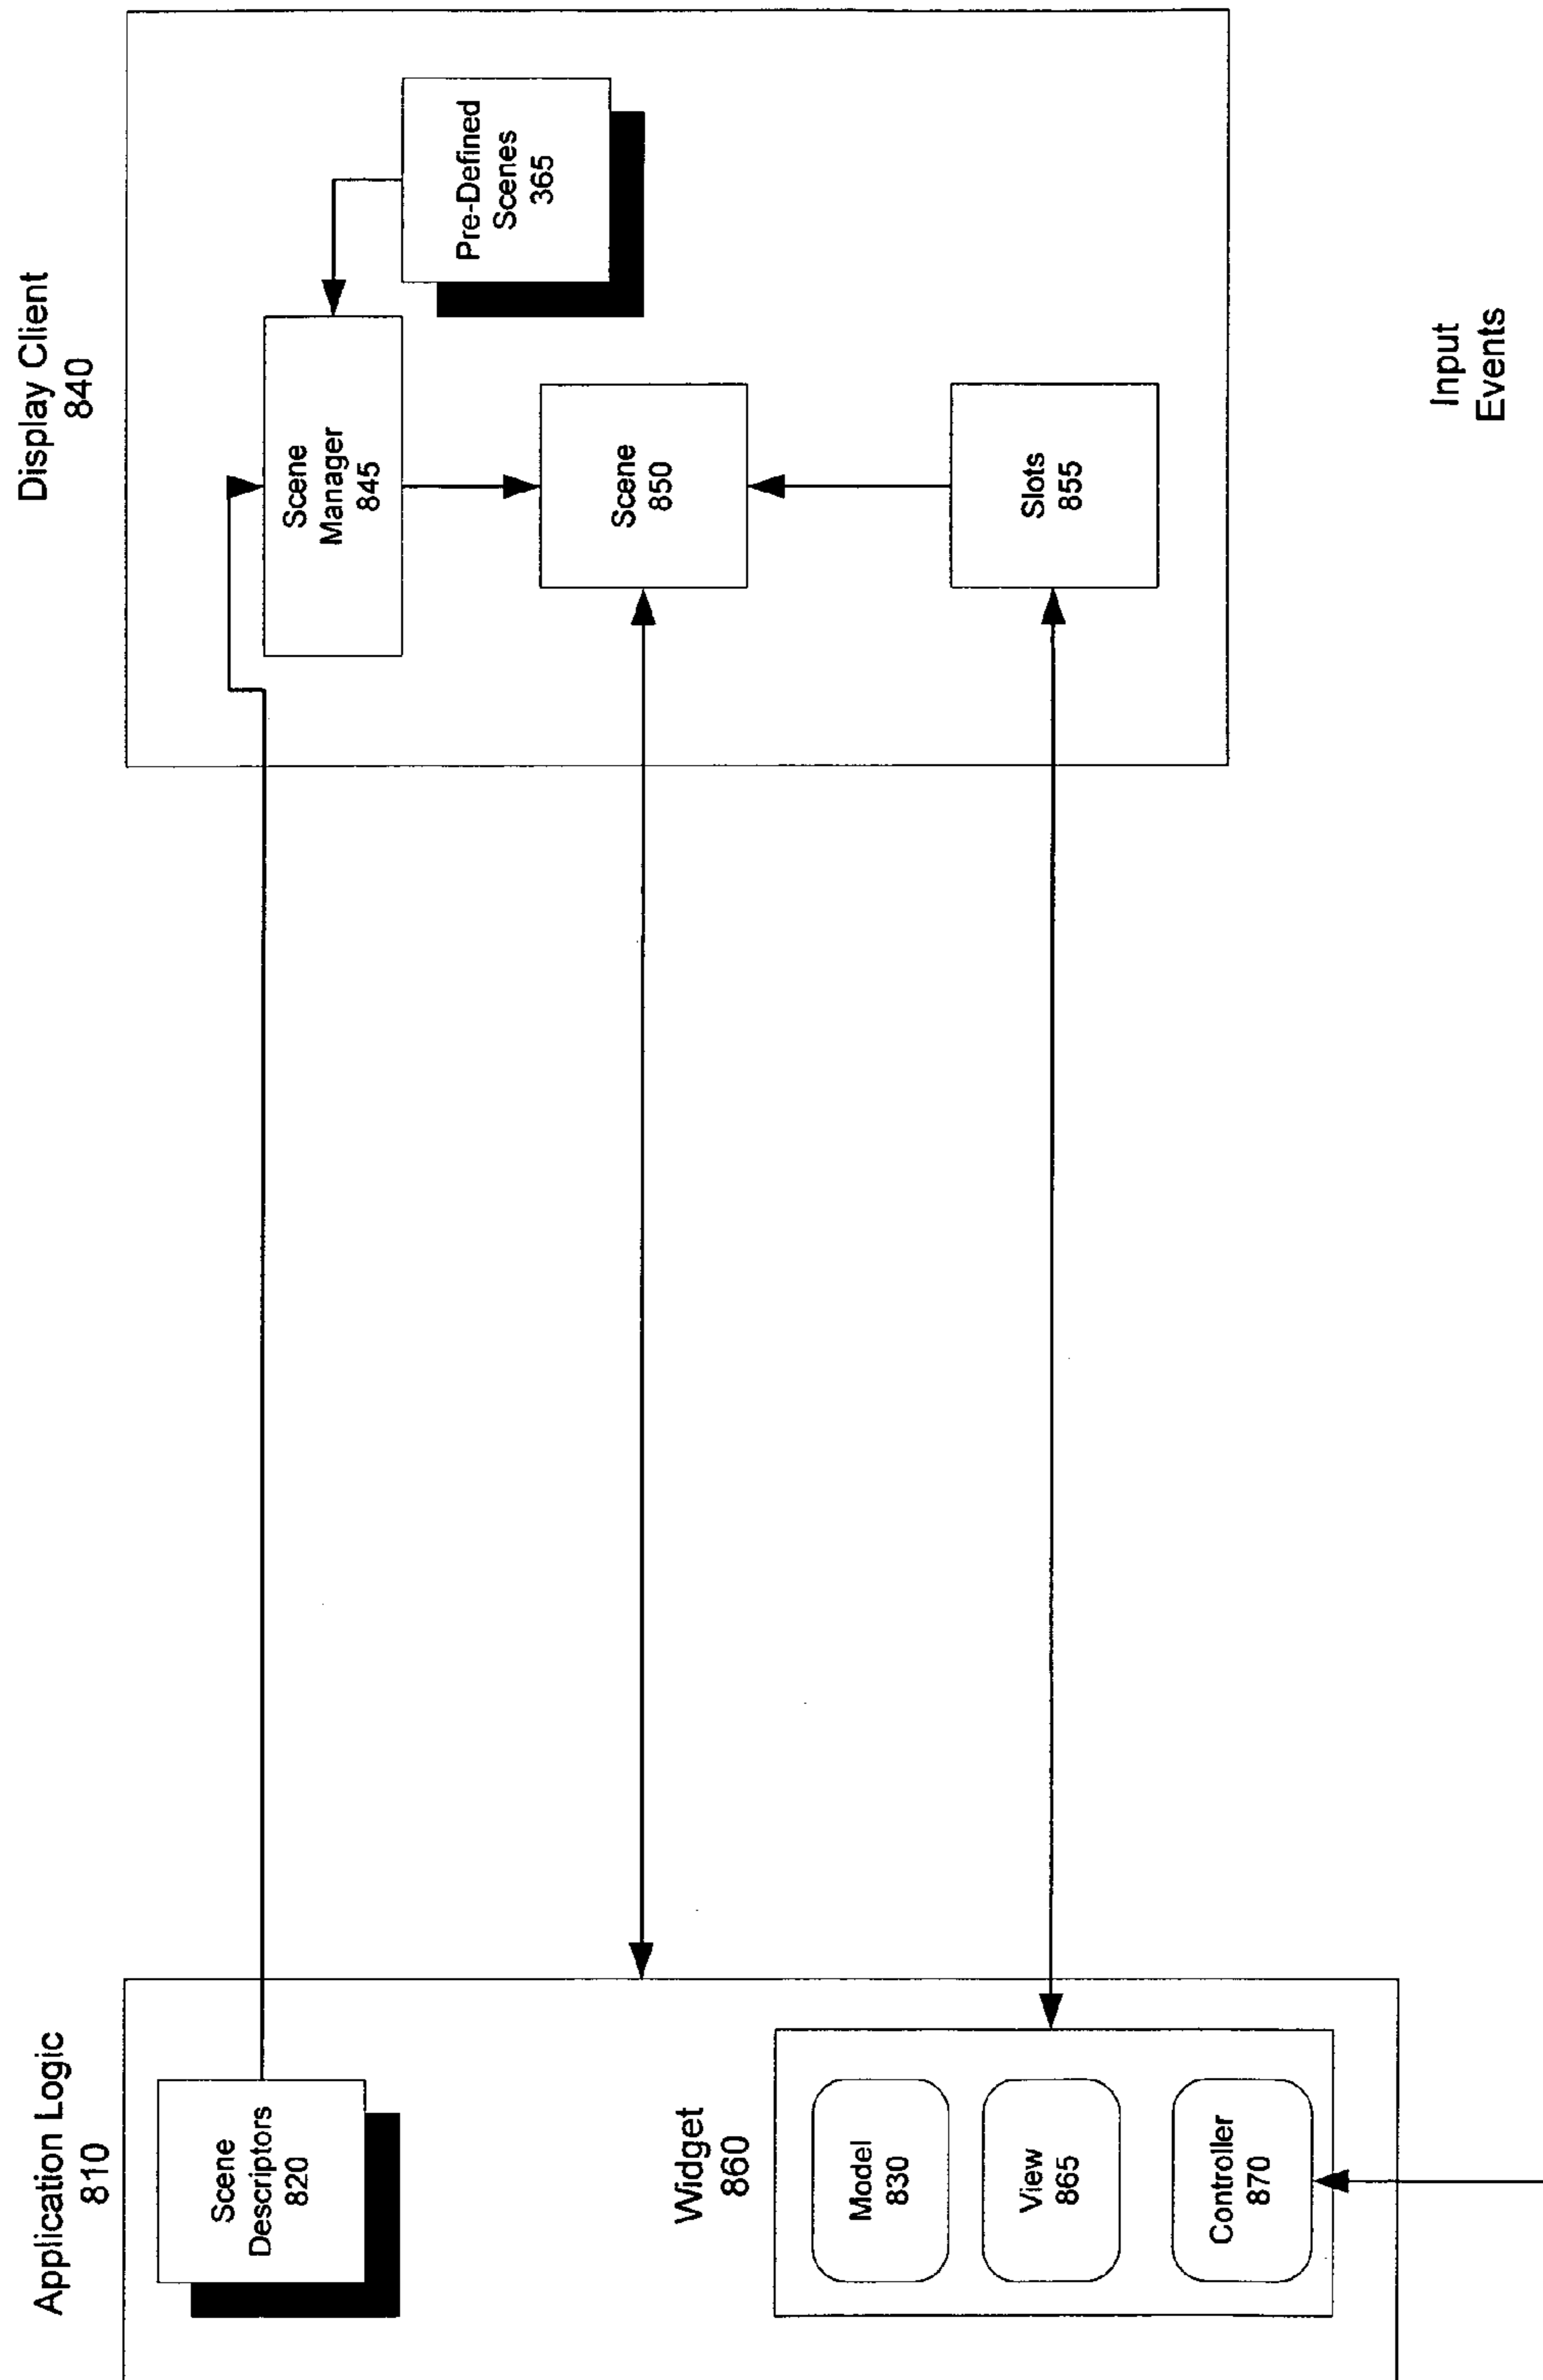 Application Logic
810
Scene
Descriptors
820
Widget
860
Model
830
View
865
Controller
870
Display Client
840
Scene
Manager
845
Pre-Defined
Scenes
365
Scene
850
Slots
855
Input
Events